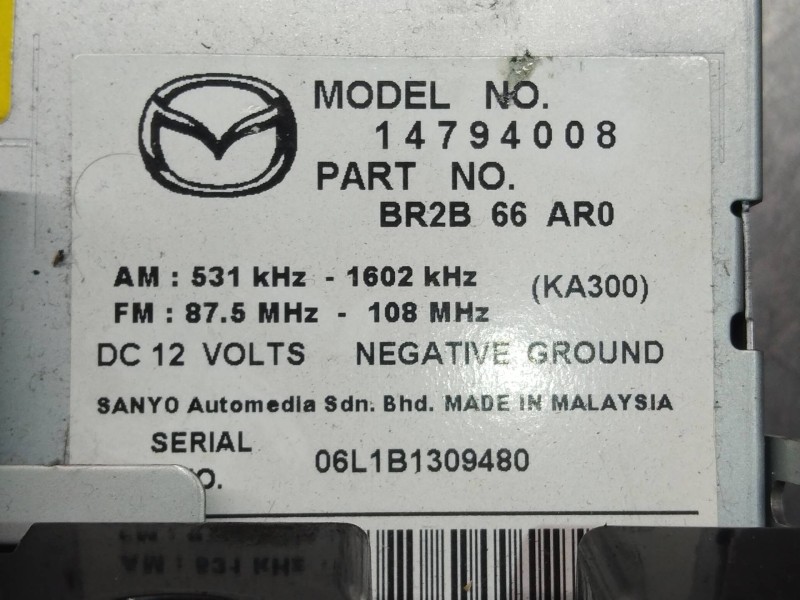 MODEL NO.
14794008
PART NO.
BR2B 66 AR0
AM : 531 kHz - 1602 kHz (KA300)
FM : 87.5 MHz - 108 MHz
DC 12 VOLTS NEGATIVE GROUND
SANYO Automedia Sdn. Bhd. MADE IN MALAYSIA
SERIAL 06L1B1309480